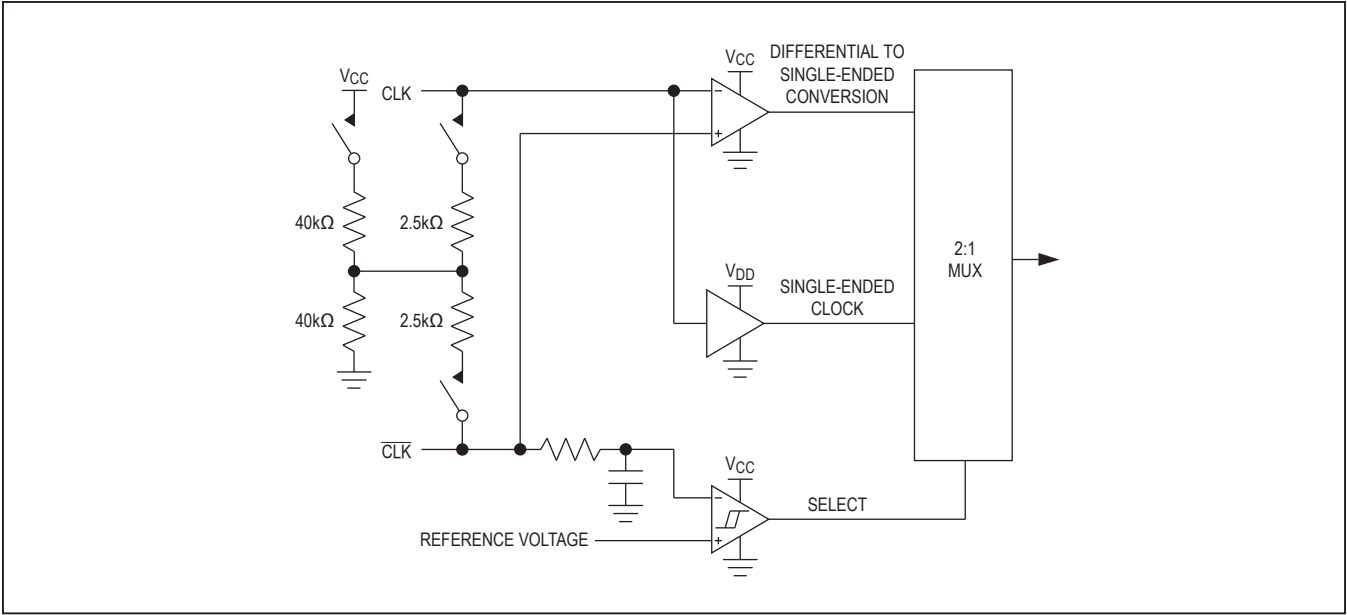 VCC
CLK
40kΩ
2.5kΩ
40kΩ
2.5kΩ
C̅L̅K̅
REFERENCE VOLTAGE
VCC
−
+
DIFFERENTIAL TO
SINGLE-ENDED
CONVERSION
VDD
SINGLE-ENDED
CLOCK
VCC
−
+
SELECT
2:1
MUX